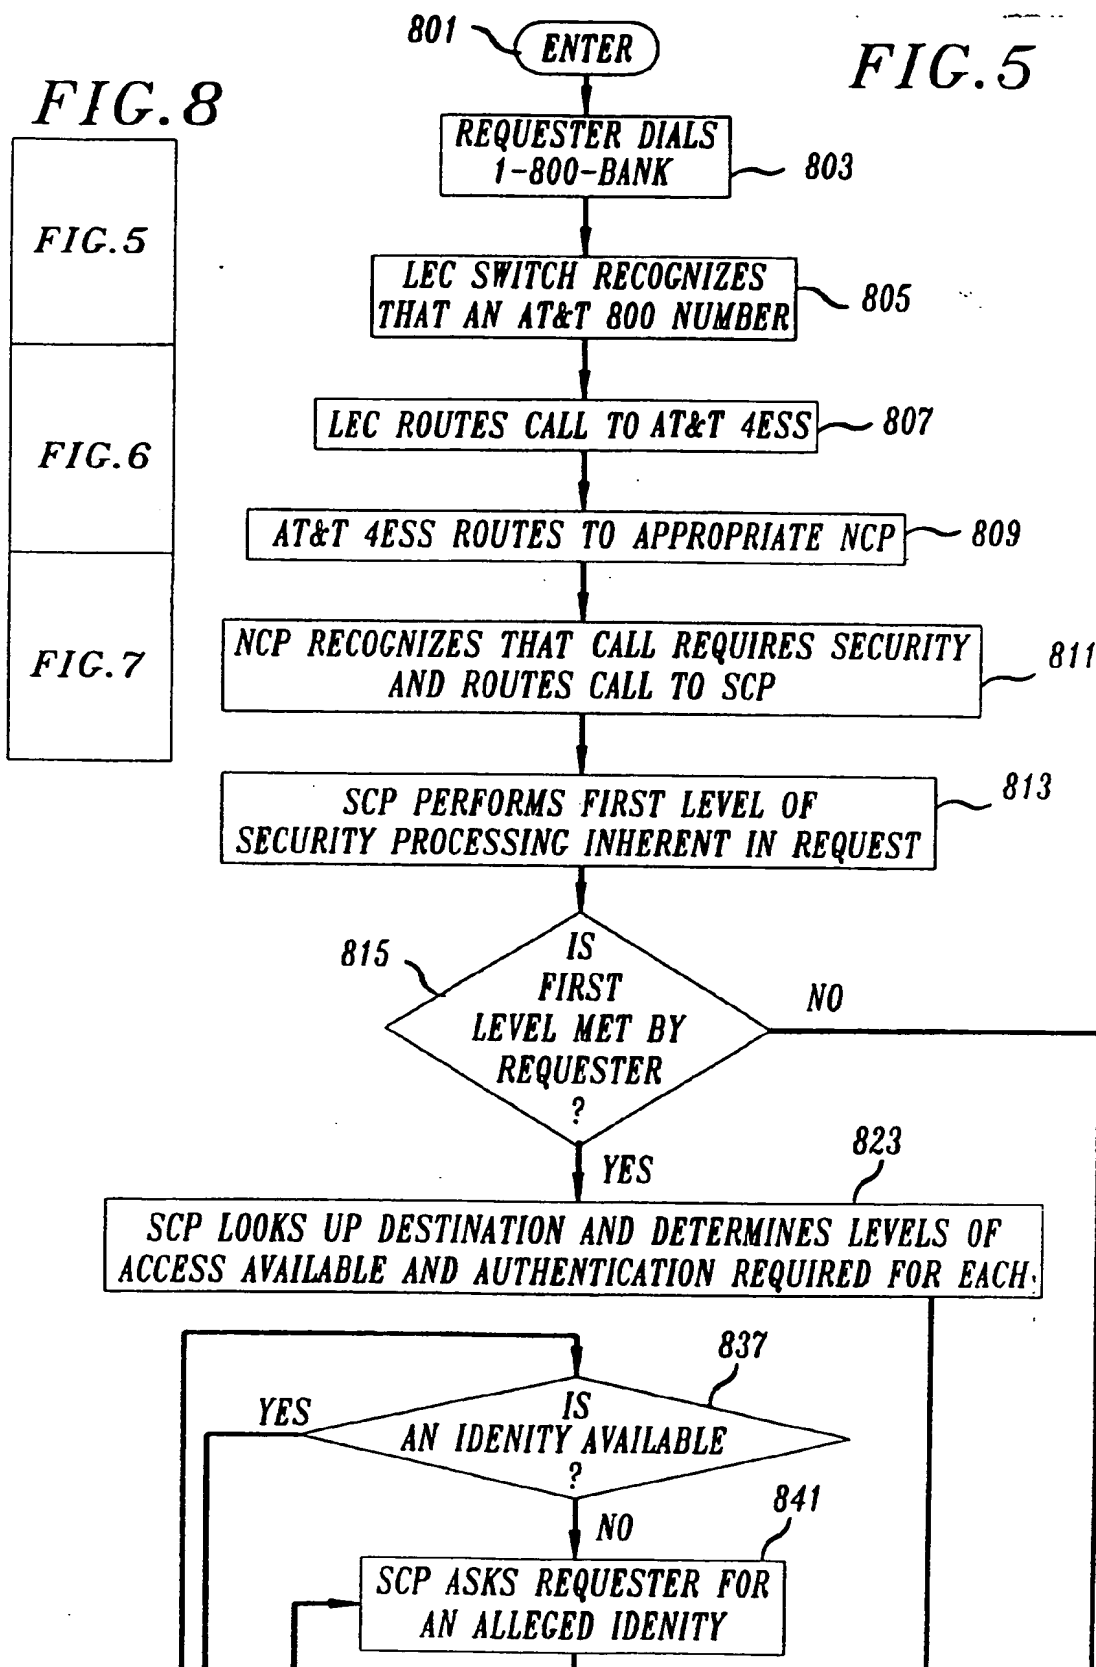 801
ENTER
FIG.5
FIG.8
FIG.5
FIG.6
FIG.7
REQUESTER DIALS
1-800-BANK
803
LEC SWITCH RECOGNIZES
THAT AN AT&T 800 NUMBER
805
LEC ROUTES CALL TO AT&T 4ESS
807
AT&T 4ESS ROUTES TO APPROPRIATE NCP
809
NCP RECOGNIZES THAT CALL REQUIRES SECURITY
AND ROUTES CALL TO SCP
811
SCP PERFORMS FIRST LEVEL OF
SECURITY PROCESSING INHERENT IN REQUEST
813
815
IS
FIRST
LEVEL MET BY
REQUESTER
?
NO
YES
823
SCP LOOKS UP DESTINATION AND DETERMINES LEVELS OF
ACCESS AVAILABLE AND AUTHENTICATION REQUIRED FOR EACH
837
YES
IS
AN IDENITY AVAILABLE
?
NO
841
SCP ASKS REQUESTER FOR
AN ALLEGED IDENITY